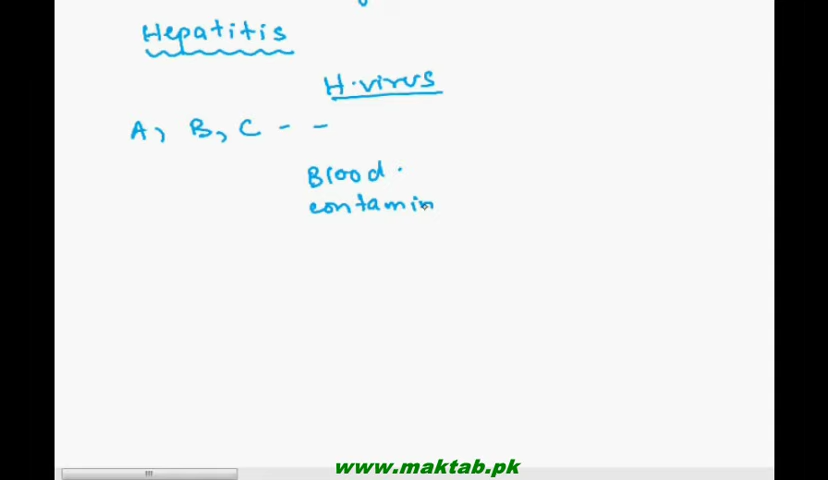 Hepatitis
H.virus
A, B, C - -
Blood.
contamin
www.maktab.pk